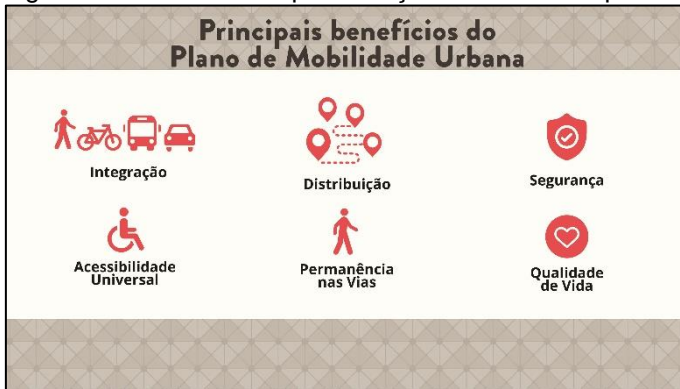 Principais benefícios do
Plano de Mobilidade Urbana
Integração
Distribuição
Segurança
Acessibilidade
Universal
Permanência
nas Vias
Qualidade
de Vida